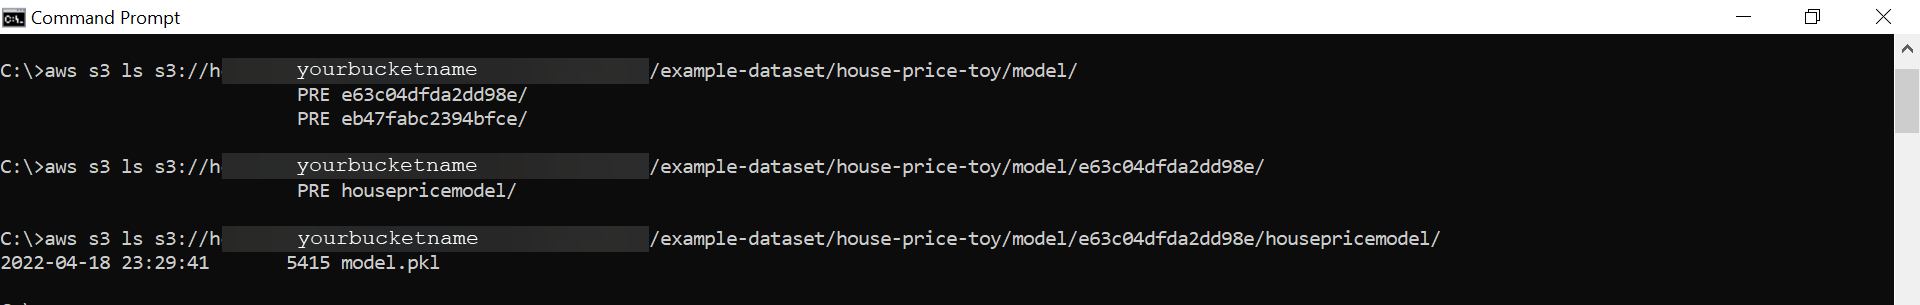 Command Prompt
C:\>aws s3 ls s3://h yourbucketname /example-dataset/house-price-toy/model/
PRE e63c04dfda2dd98e/
PRE eb47fabc2394bfce/
C:\>aws s3 ls s3://h yourbucketname /example-dataset/house-price-toy/model/e63c04dfda2dd98e/
PRE housepricemodel/
C:\>aws s3 ls s3://h yourbucketname /example-dataset/house-price-toy/model/e63c04dfda2dd98e/housepricemodel/
2022-04-18 23:29:41 5415 model.pkl